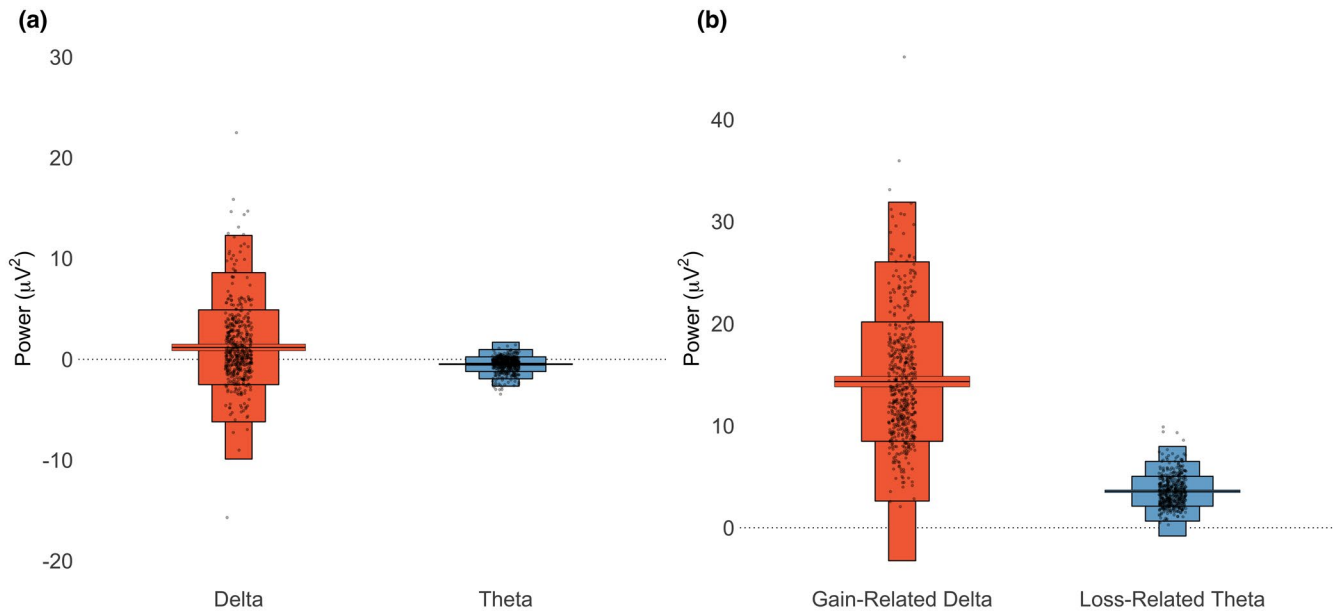 (a)
30
20
10
0
-10
-20
Power (μV²)
Delta
Theta
(b)
40
30
20
10
0
Power (μV²)
Gain-Related Delta
Loss-Related Theta